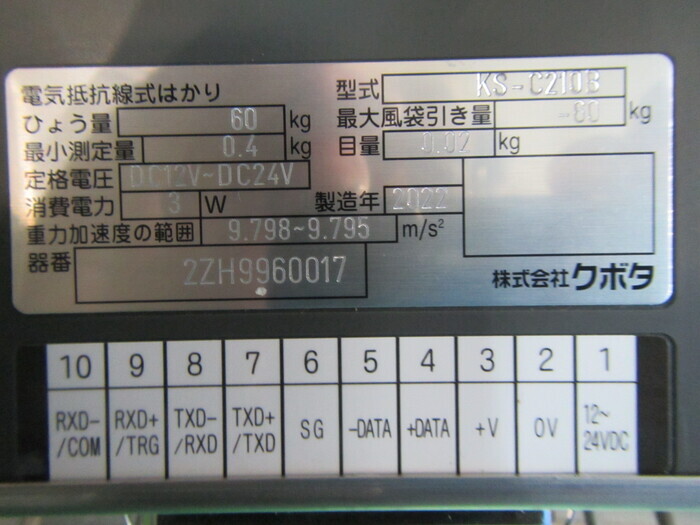 電気抵抗線式はかり 型式 KS-C210B
ひょう量 60 kg 最大風袋引き量 -60 kg
最小測定量 0.4 kg 目量 0.02 kg
定格電圧 DC12V~DC24V
消費電力 3 W 製造年 2022
重力加速度の範囲 9.798~9.795 m/s²
器番 2ZH9960017 株式会社クボタ
10 9 8 7 6 5 4 3 2 1
RXD-/COM RXD+/TRG TXD-/RXD TXD+/TXD SG -DATA +DATA +V 0V 12~24VDC